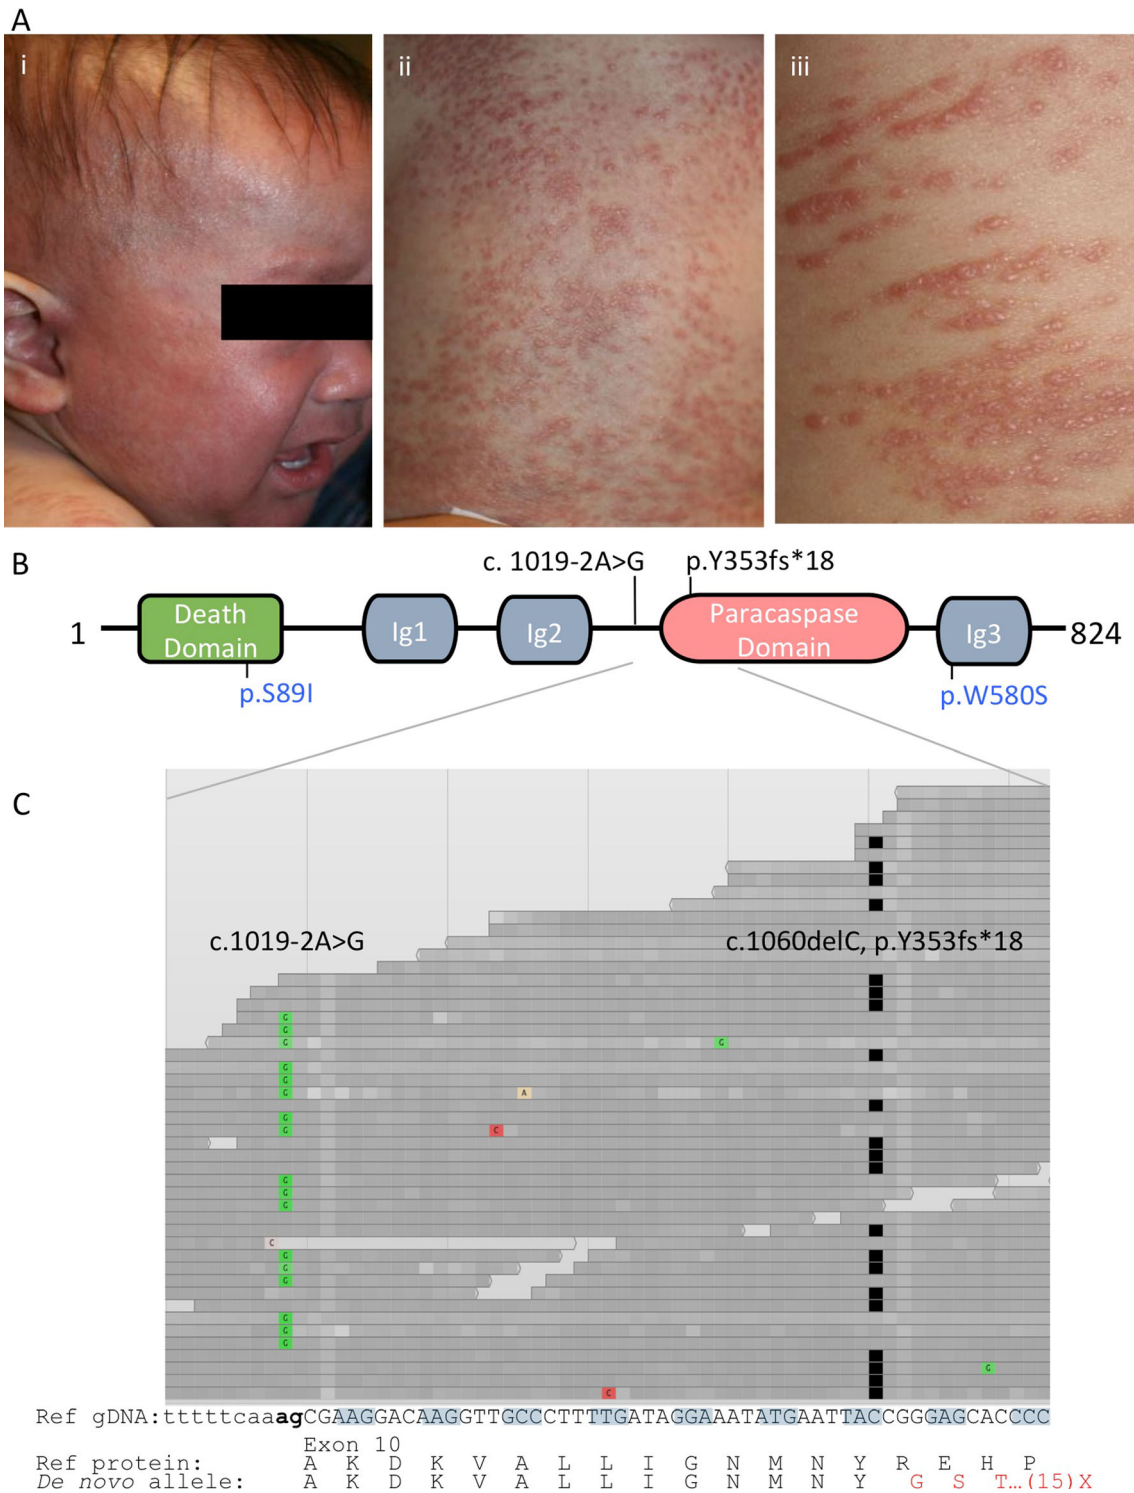 A
i
ii
iii
B
c. 1019-2A>G
p.Y353fs*18
1
Death
Domain
Ig1
Ig2
Paracaspase
Domain
Ig3
824
p.S89I
p.W580S
C
c.1019-2A>G
c.1060delC, p.Y353fs*18
G
G
G G
G
G
G A
G
G C
G
G
G
C
G
G
G
G
G
G
G
C
Ref gDNA:tttttcaaagCGAAGGACAAGGTTGCCCTTTTGATAGGAAATATGAATTACCGGGAGCACCCC
Exon 10
Ref protein: A K D K V A L L I G N M N Y R E H P
De novo allele: A K D K V A L L I G N M N Y G S T…(15)X